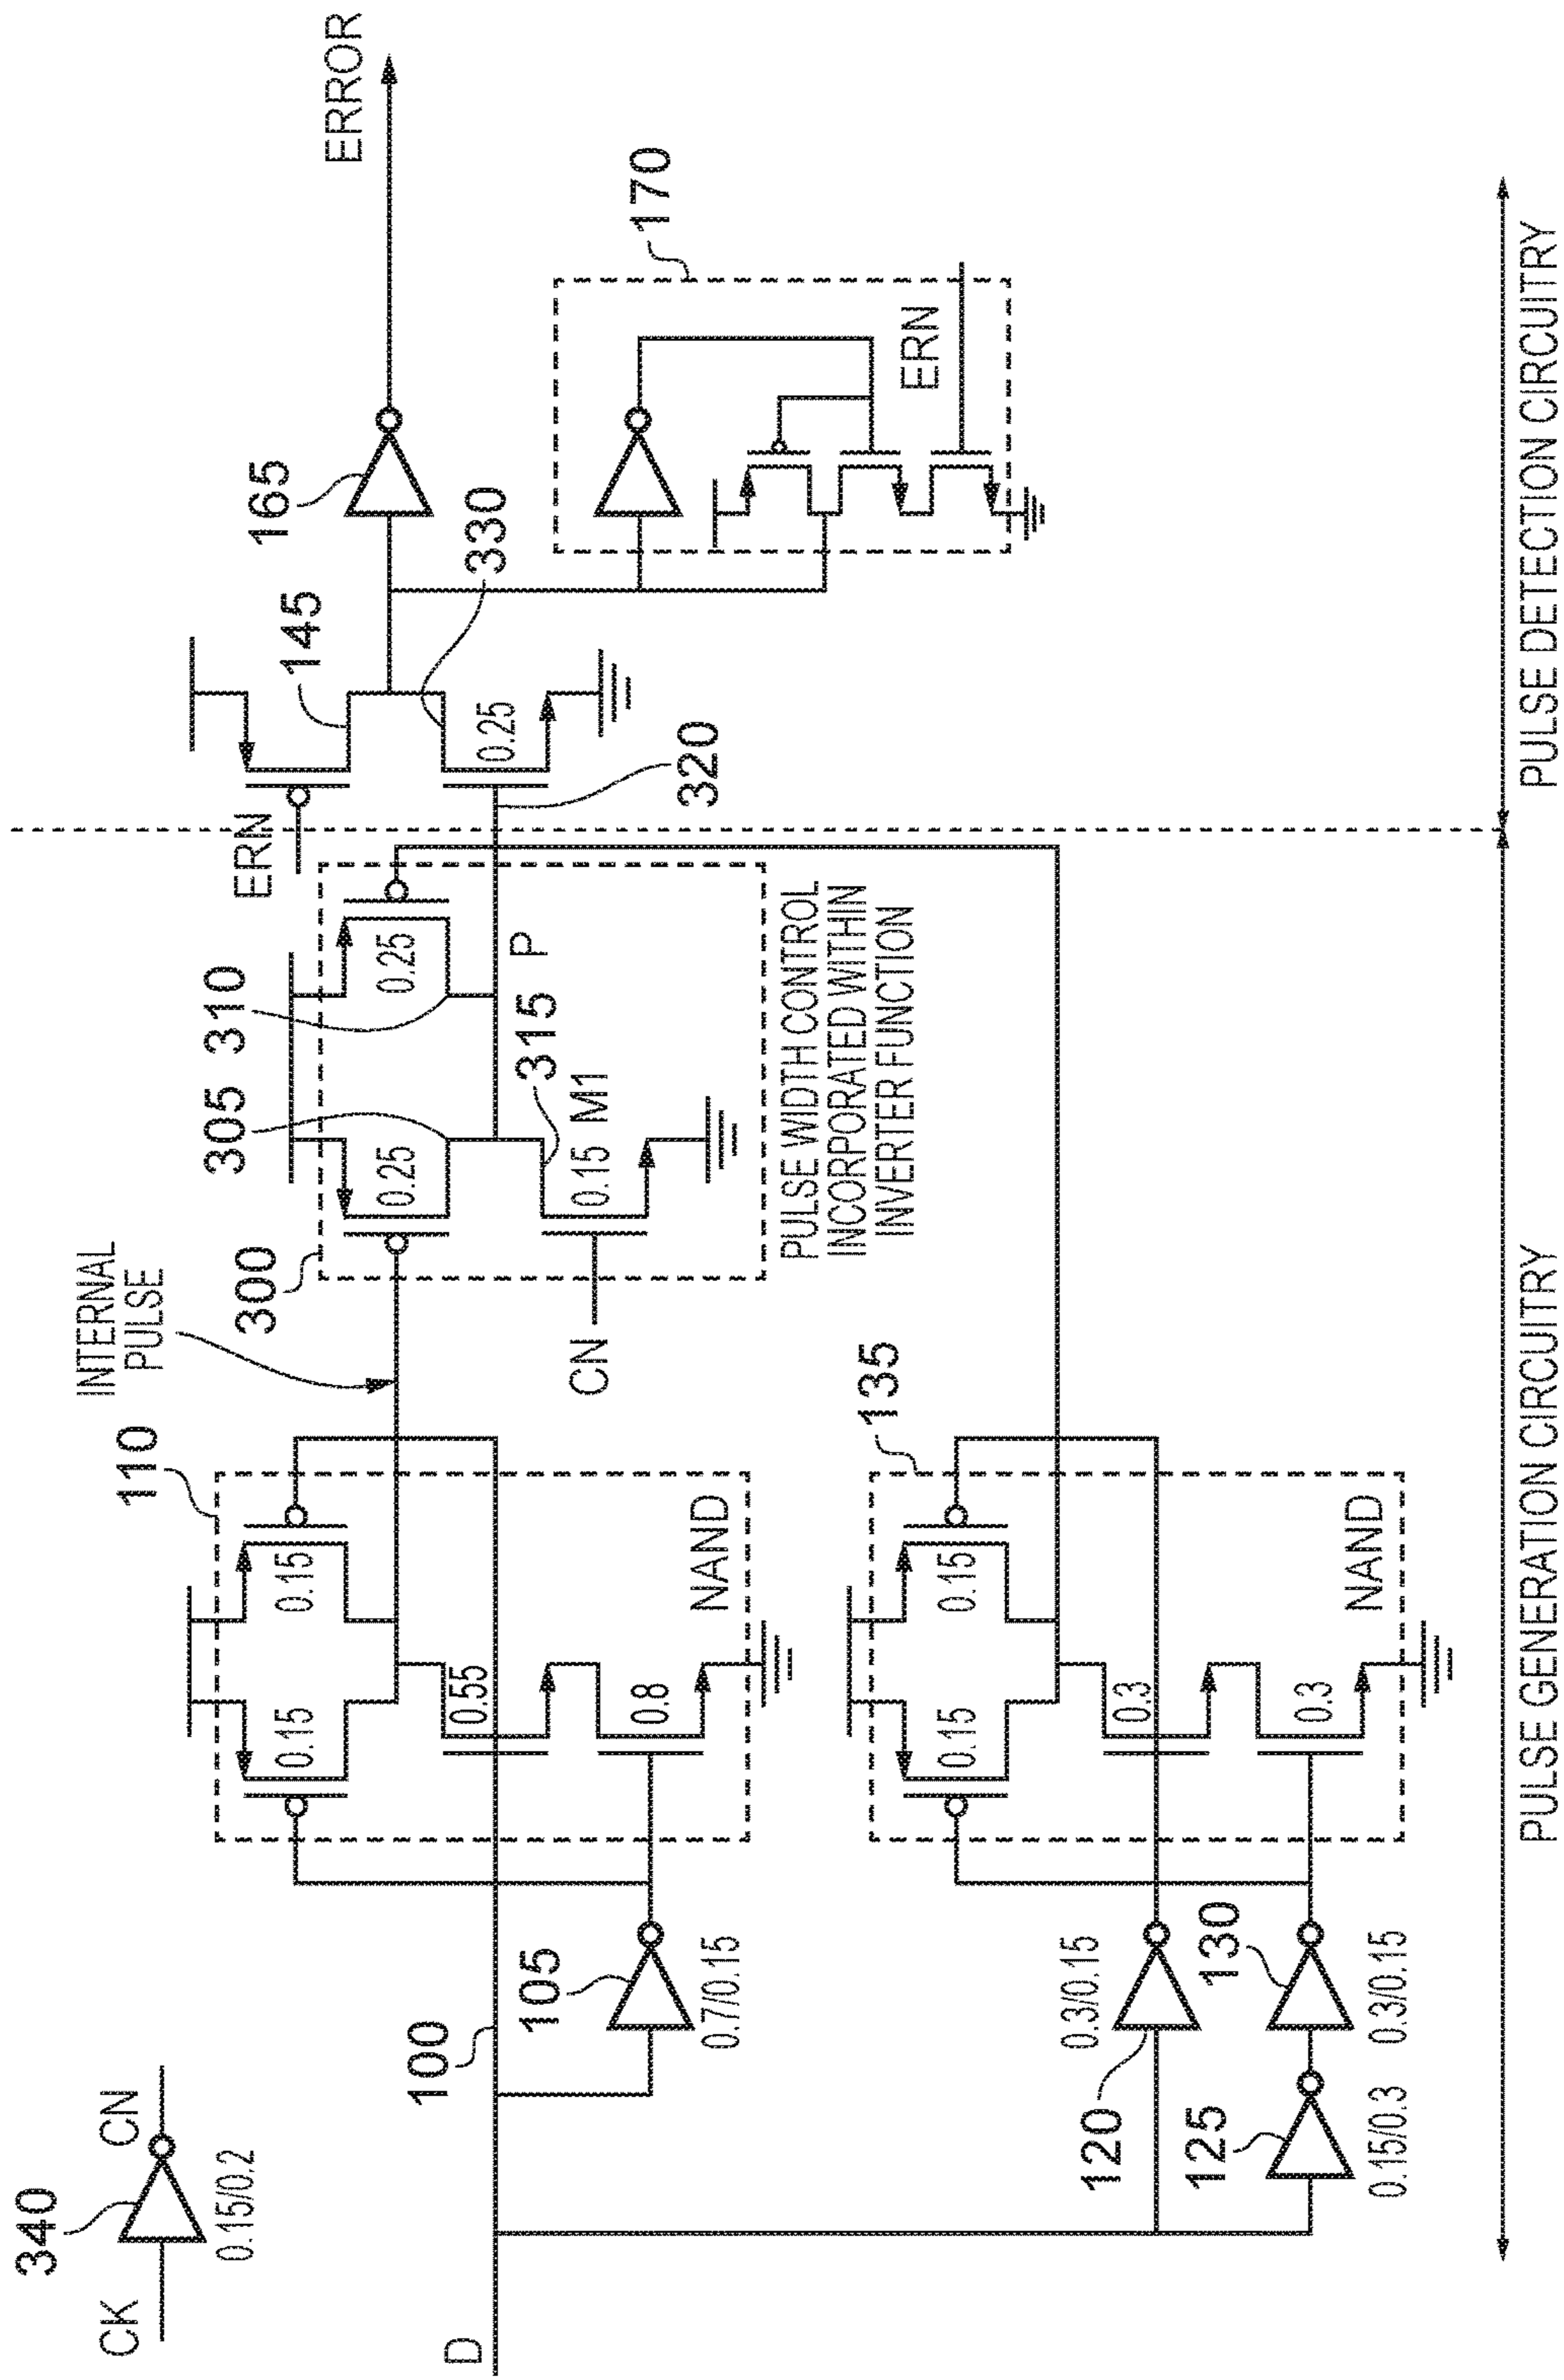 340
CK
CN
0.15/0.2
D
100
105
0.7/0.15
110
0.15
0.15
0.55
0.8
NAND
INTERNAL
PULSE
300
305
310
0.25
0.25
P
315
0.15
M1
CN
PULSE WIDTH CONTROL
INCORPORATED WITHIN
INVERTER FUNCTION
120
0.3/0.15
125
0.15/0.3
130
0.3/0.15
135
0.15
0.15
0.3
0.3
NAND
ERN
145
330
0.25
320
165
ERROR
170
ERN
PULSE GENERATION CIRCUITRY
PULSE DETECTION CIRCUITRY